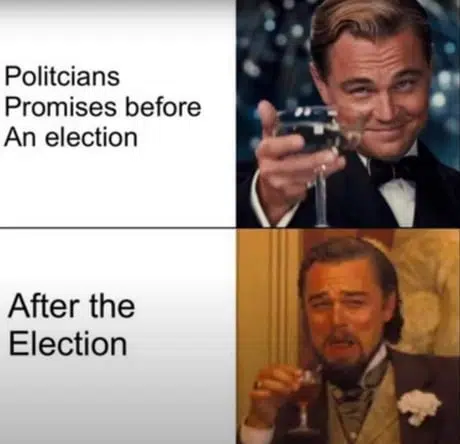 Politcians
Promises before
An election
After the
Election